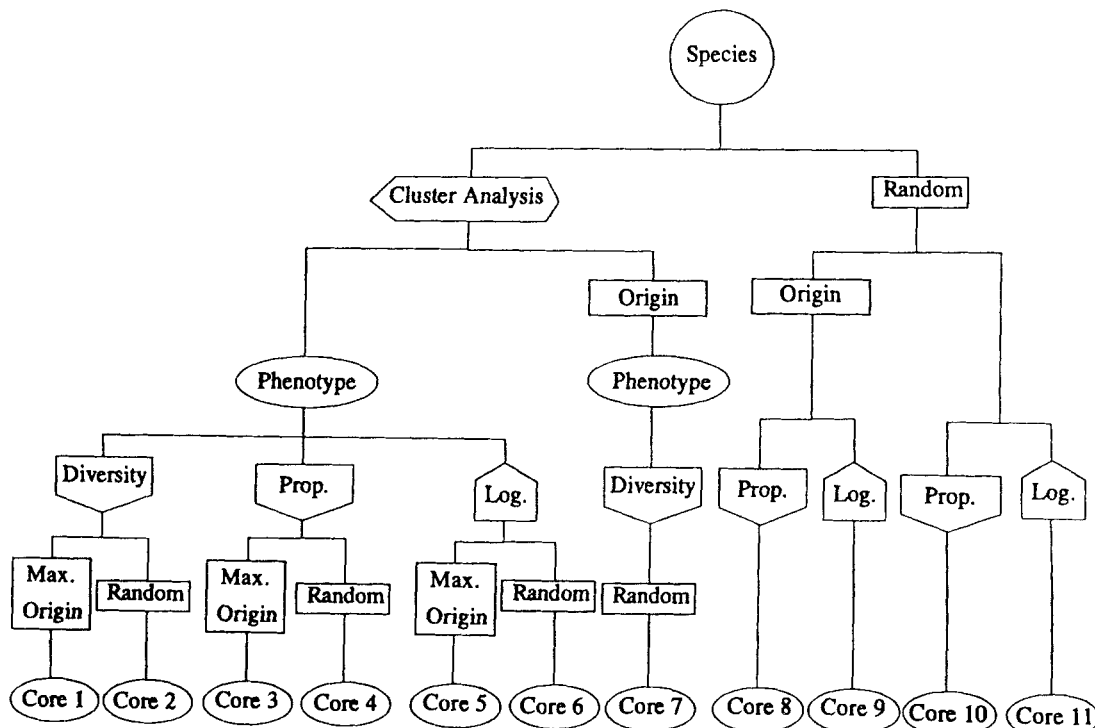 Species
Cluster Analysis
Random
Origin
Origin
Phenotype
Phenotype
Diversity
Prop.
Log.
Diversity
Prop.
Log.
Prop.
Log.
Max.
Origin
Random
Max.
Origin
Random
Max.
Origin
Random
Random
Core 1
Core 2
Core 3
Core 4
Core 5
Core 6
Core 7
Core 8
Core 9
Core 10
Core 11